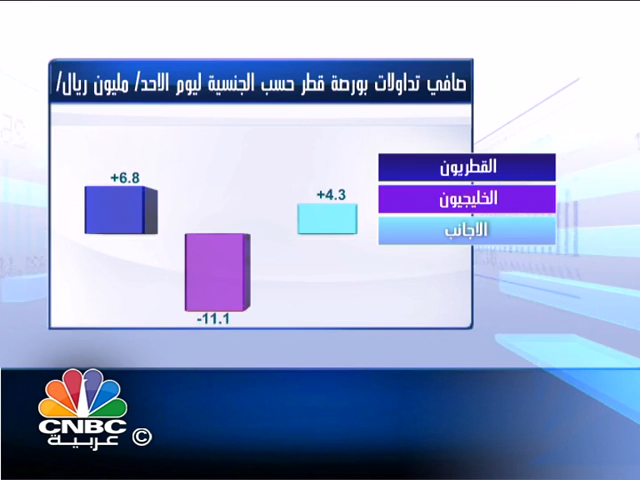 صافي تداولات بورصة قطر حسب الجنسية ليوم الاحد/ مليون ريال/
+6.8
-11.1
+4.3
القطريون
الخليجيون
الاجانب
CNBC
عربية ©